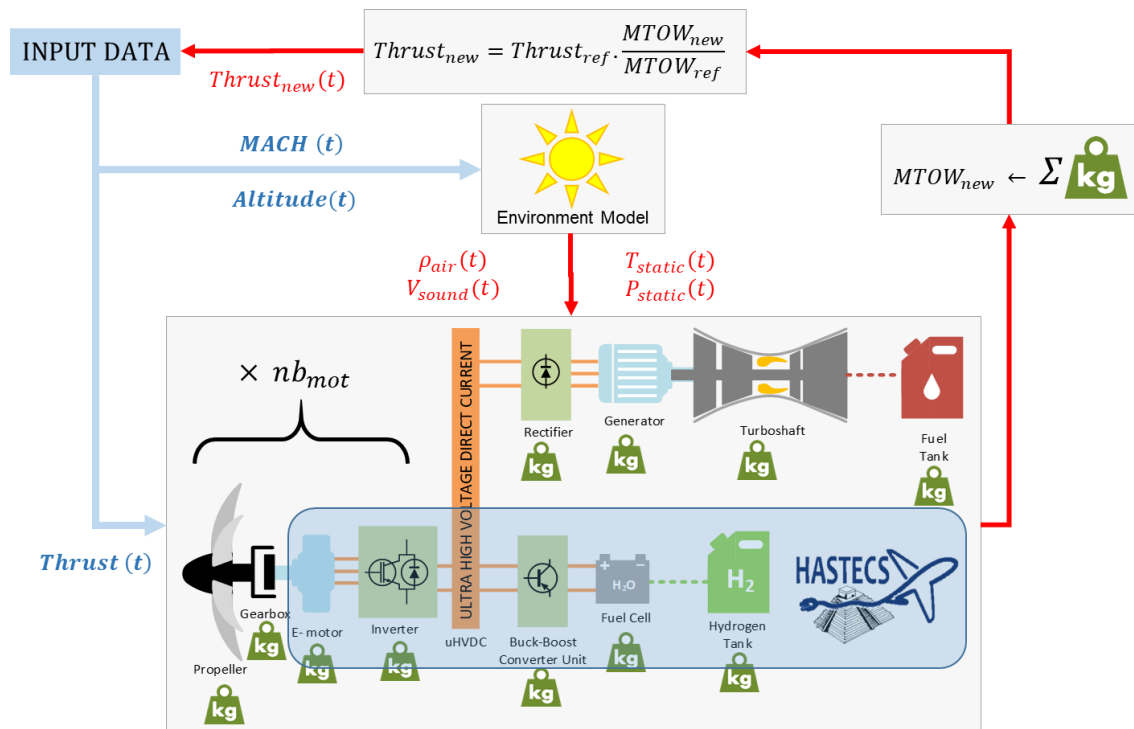 INPUT DATA
Thrust_new = Thrust_ref . MTOW_new / MTOW_ref
Thrust_new(t)
MACH (t)
Altitude(t)
Environment Model
MTOW_new ← Σ kg
ρ_air(t)
V_sound(t)
T_static(t)
P_static(t)
× nb_mot
ULTRA HIGH VOLTAGE DIRECT CURRENT
Rectifier
kg
Generator
kg
Turboshaft
kg
Fuel
Tank
kg
Thrust (t)
Propeller
kg
Gearbox
kg
E- motor
kg
Inverter
kg
uHVDC
Buck-Boost
Converter Unit
kg
+ −
H₂O
Fuel Cell
kg
H₂
Hydrogen
Tank
kg
HASTECS